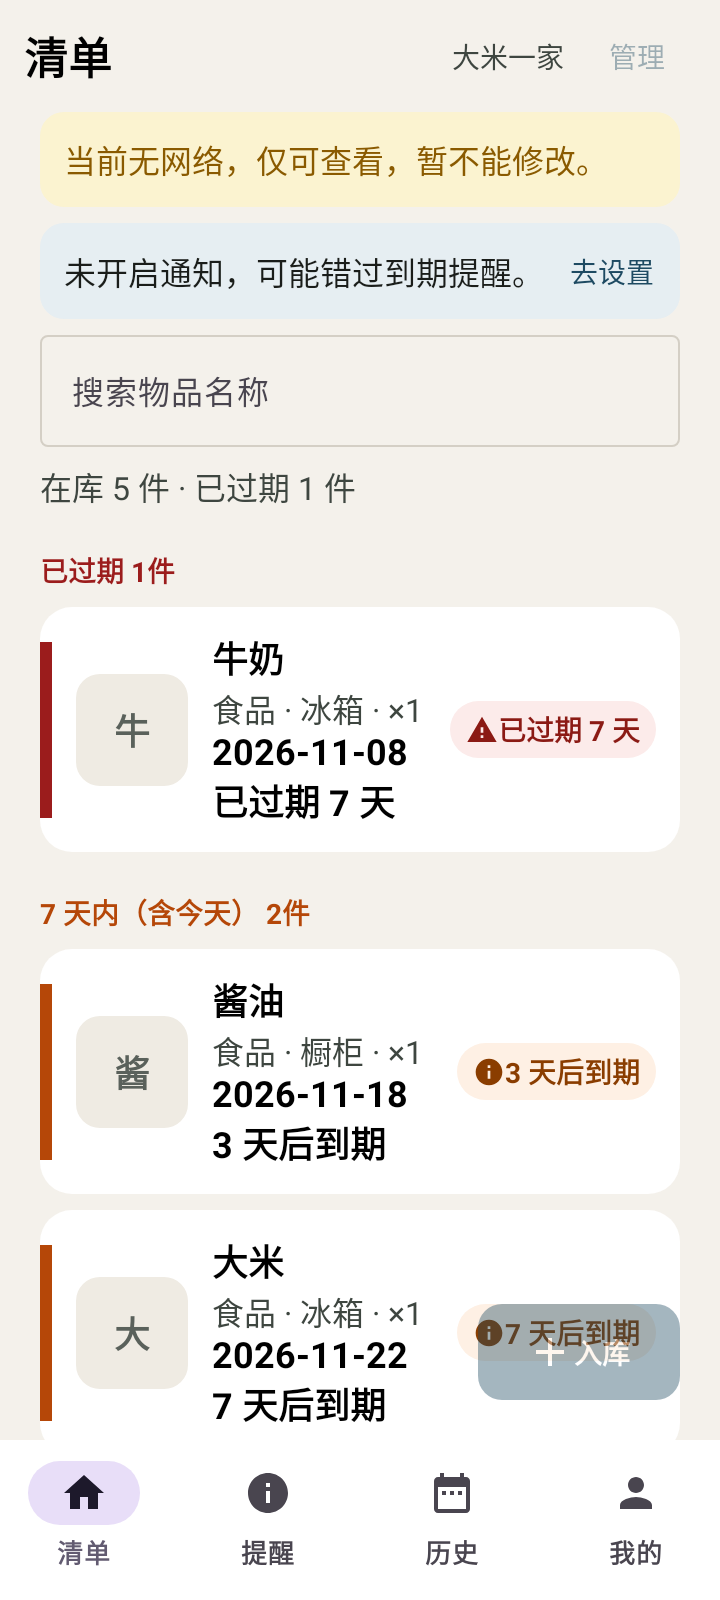 清单
大米一家
管理
当前无网络，仅可查看，暂不能修改。
未开启通知，可能错过到期提醒。
去设置
搜索物品名称
在库 5 件 · 已过期 1 件
已过期 1件
牛
牛奶
食品 · 冰箱 · ×1
2026-11-08
已过期 7 天
已过期 7 天
7 天内（含今天） 2件
酱
酱油
食品 · 橱柜 · ×1
2026-11-18
3 天后到期
3 天后到期
大
大米
食品 · 冰箱 · ×1
2026-11-22
7 天后到期
7 天后到期
入库
清单
提醒
历史
我的